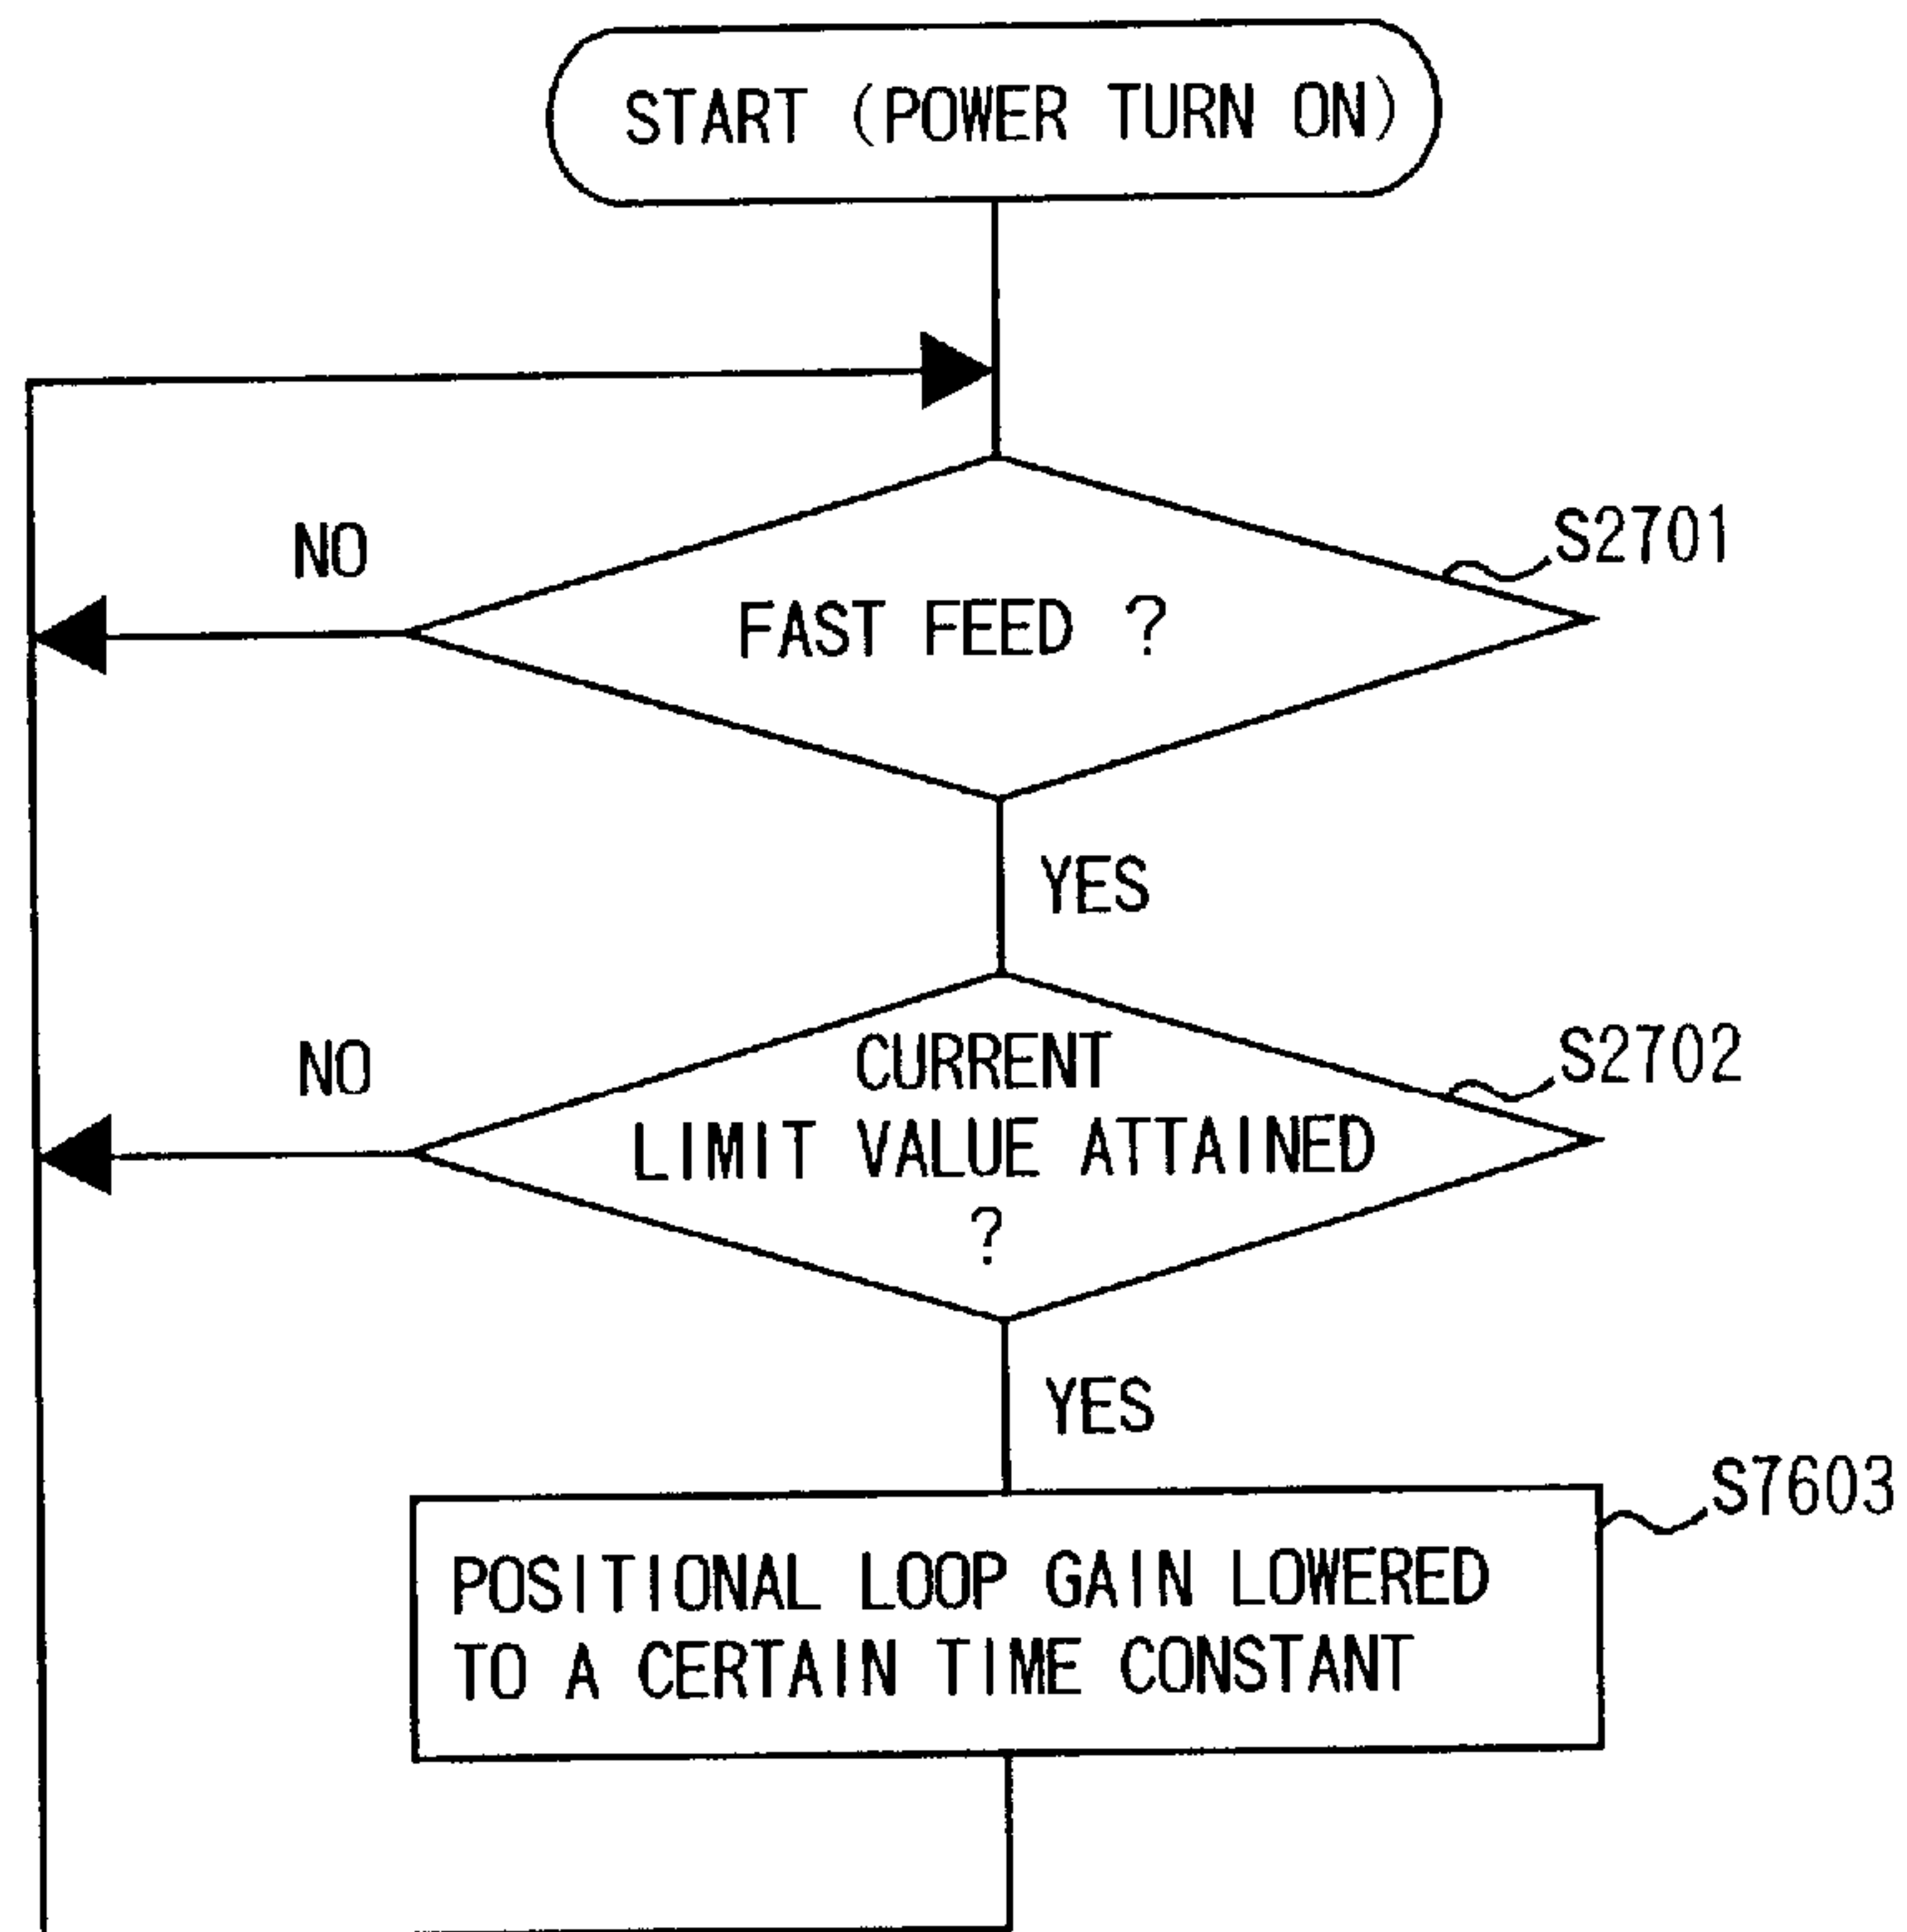 START (POWER TURN ON)
NO
S2701
FAST FEED ?
YES
NO
S2702
CURRENT
LIMIT VALUE ATTAINED
?
YES
S7603
POSITIONAL LOOP GAIN LOWERED
TO A CERTAIN TIME CONSTANT